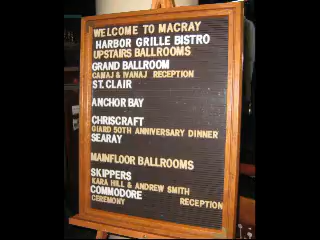 WELCOME TO MACRAY
HARBOR GRILLE BISTRO
UPSTAIRS BALLROOMS
GRAND BALLROOM
CAMAJ & IVANAJ RECEPTION
ST. CLAIR
ANCHOR BAY
CHRISCRAFT
GIARD 50TH ANNIVERSARY DINNER
SEARAY
MAINFLOOR BALLROOMS
SKIPPERS
KARA HILL & ANDREW SMITH
COMMODORE RECEPTION
CEREMONY